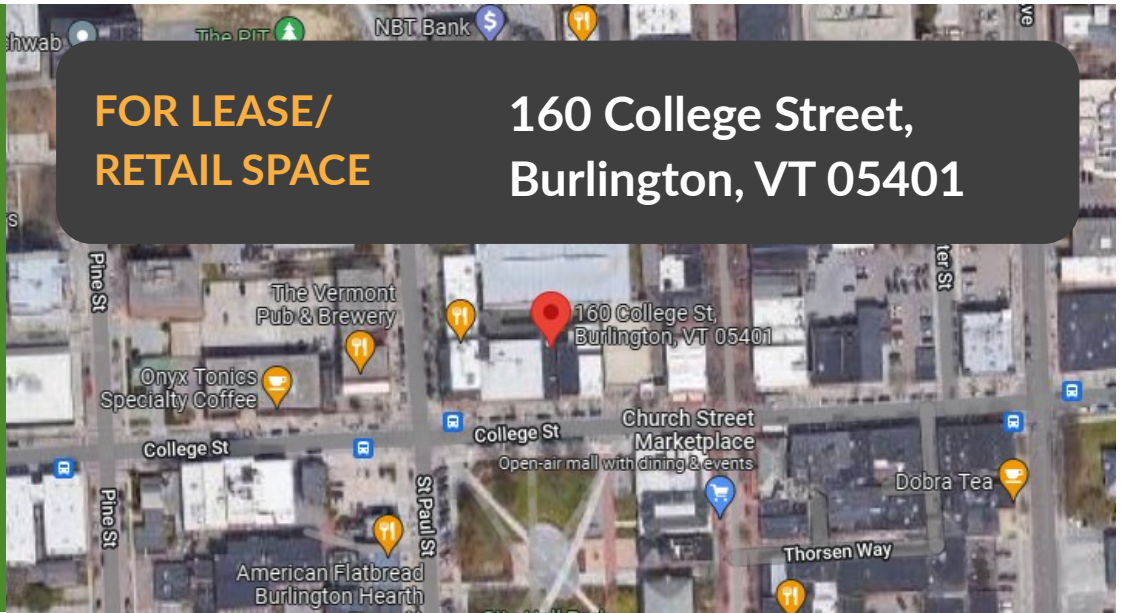 NBT Bank
The PIT
FOR LEASE/
RETAIL SPACE
160 College Street,
Burlington, VT 05401
Pine St
The Vermont
Pub & Brewery
160 College St,
Burlington, VT 05401
Onyx Tonics
Specialty Coffee
Church Street
Marketplace
Open-air mall with dining & events
College St
College St
Dobra Tea
Pine St
St Paul St
Thorsen Way
American Flatbread
Burlington Hearth